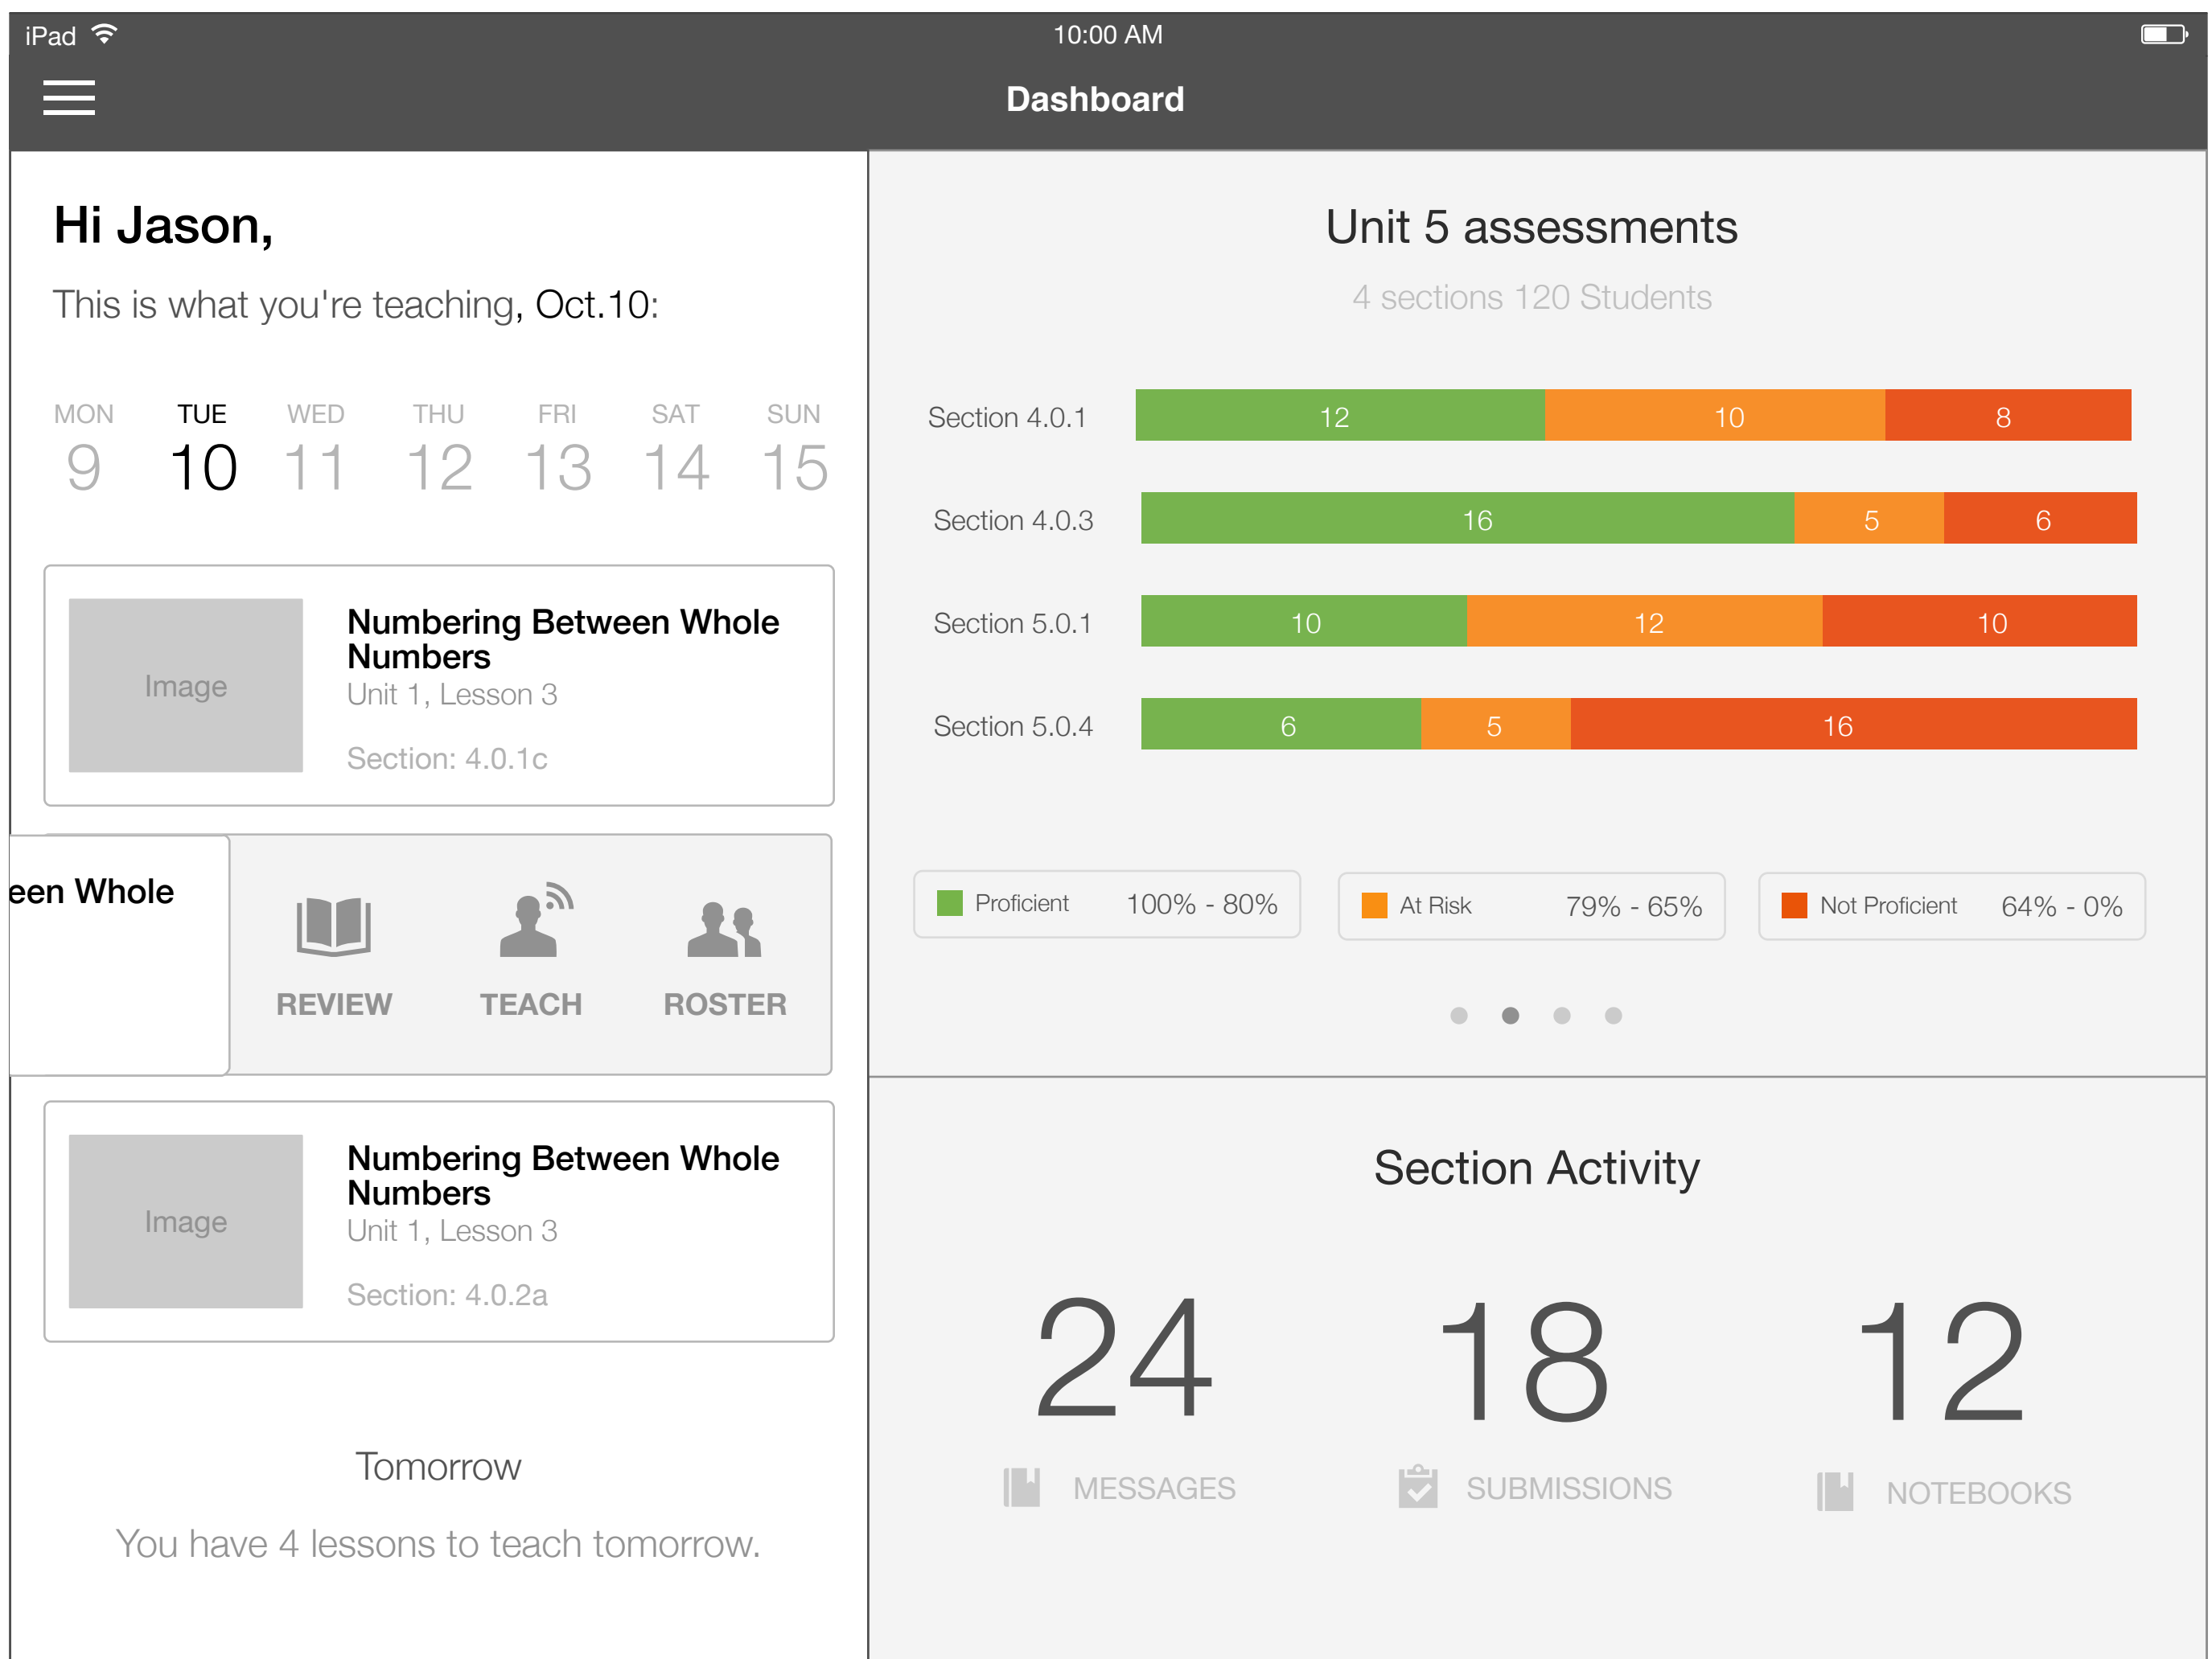 iPad
10:00 AM
Dashboard
Hi Jason,
This is what you're teaching, Oct.10:
MON TUE WED THU FRI SAT SUN
9 10 11 12 13 14 15
Image
Numbering Between Whole
Numbers
Unit 1, Lesson 3
Section: 4.0.1c
een Whole
REVIEW TEACH ROSTER
Image
Numbering Between Whole
Numbers
Unit 1, Lesson 3
Section: 4.0.2a
Tomorrow
You have 4 lessons to teach tomorrow.
Unit 5 assessments
4 sections 120 Students
Section 4.0.1 12 10 8
Section 4.0.3 16 5 6
Section 5.0.1 10 12 10
Section 5.0.4 6 5 16
Proficient 100% - 80%
At Risk 79% - 65%
Not Proficient 64% - 0%
Section Activity
24 18 12
MESSAGES SUBMISSIONS NOTEBOOKS